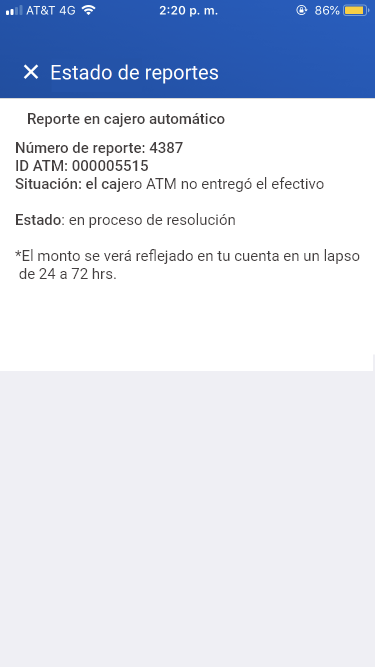 AT&T 4G 2:20 p. m. 86%
Estado de reportes
Reporte en cajero automático
Número de reporte: 4387
ID ATM: 000005515
Situación: el cajero ATM no entregó el efectivo
Estado: en proceso de resolución
*El monto se verá reflejado en tu cuenta en un lapso
de 24 a 72 hrs.